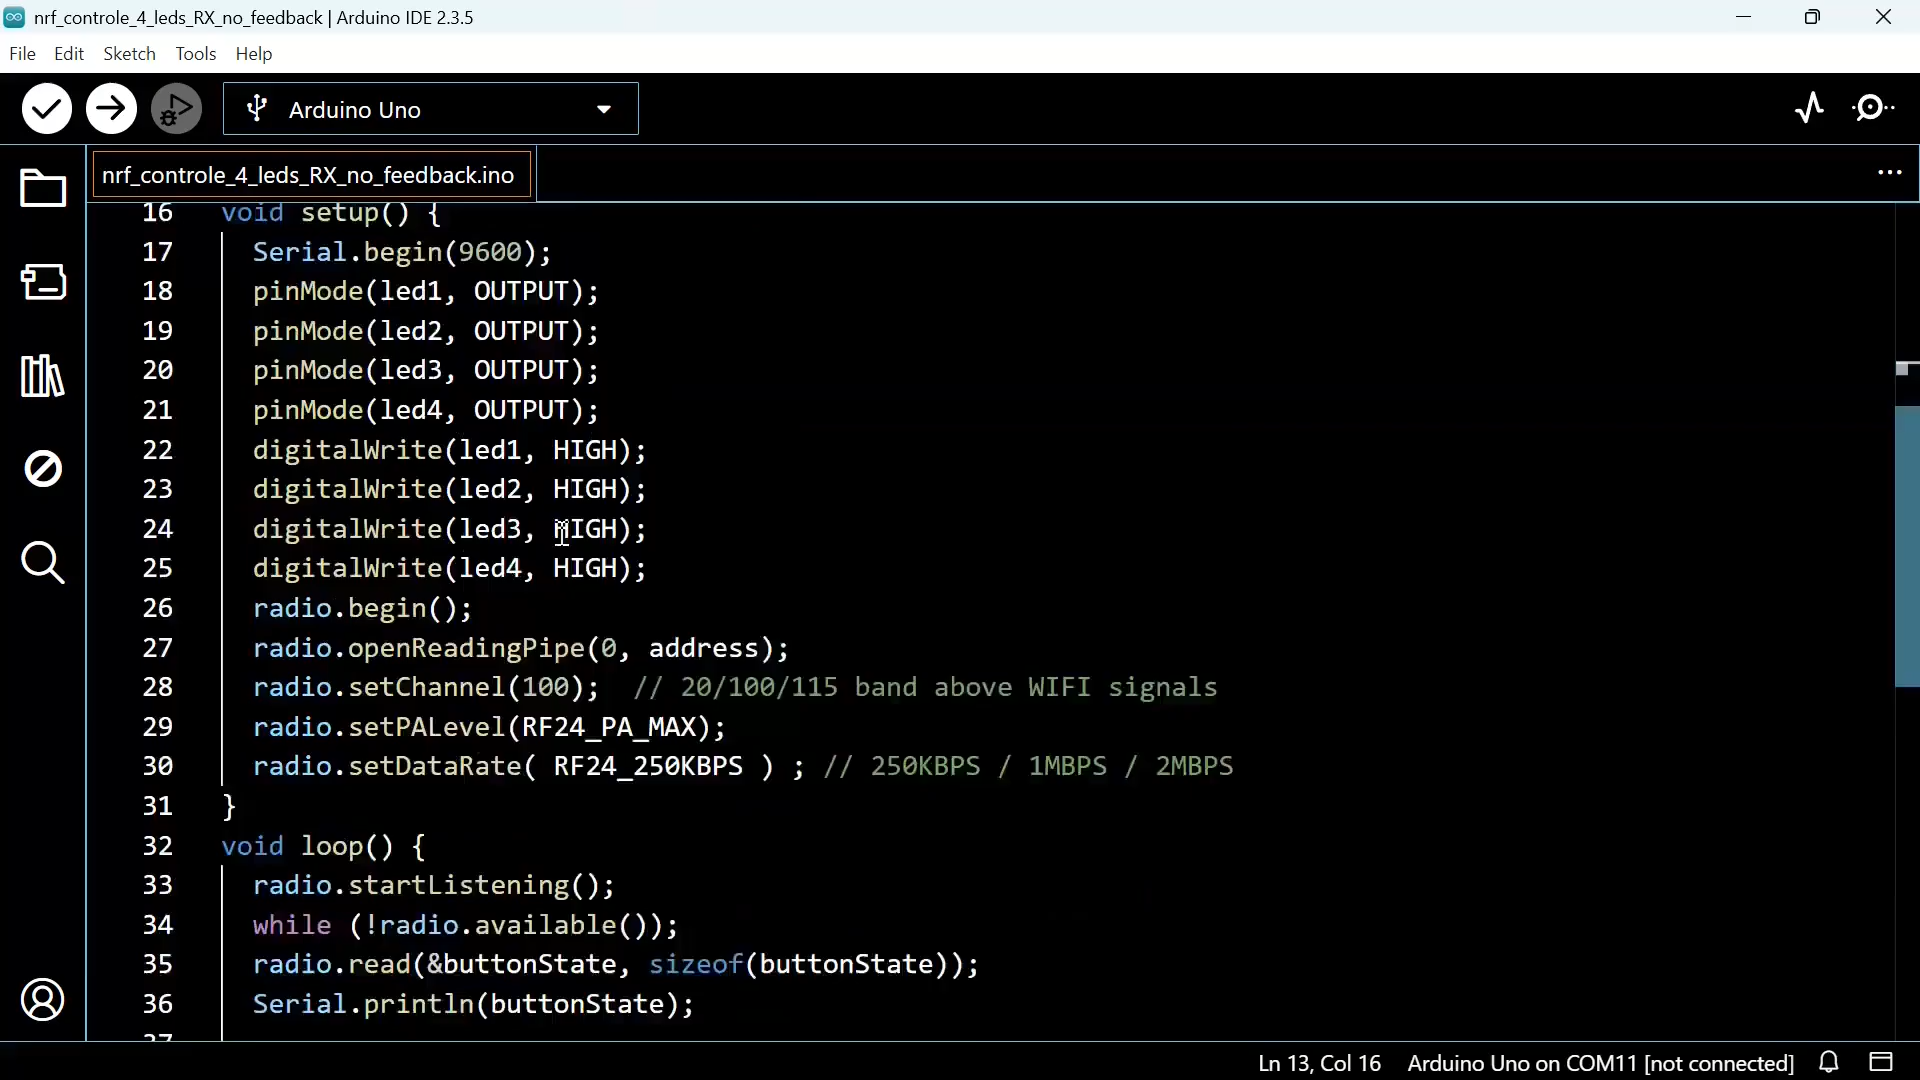 nrf_controle_4_leds_RX_no_feedback | Arduino IDE 2.3.5
File Edit Sketch Tools Help
Arduino Uno
nrf_controle_4_leds_RX_no_feedback.ino
16 void setup() {
17 Serial.begin(9600);
18 pinMode(led1, OUTPUT);
19 pinMode(led2, OUTPUT);
20 pinMode(led3, OUTPUT);
21 pinMode(led4, OUTPUT);
22 digitalWrite(led1, HIGH);
23 digitalWrite(led2, HIGH);
24 digitalWrite(led3, HIGH);
25 digitalWrite(led4, HIGH);
26 radio.begin();
27 radio.openReadingPipe(0, address);
28 radio.setChannel(100);  // 20/100/115 band above WIFI signals
29 radio.setPALevel(RF24_PA_MAX);
30 radio.setDataRate( RF24_250KBPS ) ; // 250KBPS / 1MBPS / 2MBPS
31 }
32 void loop() {
33 radio.startListening();
34 while (!radio.available());
35 radio.read(&buttonState, sizeof(buttonState));
36 Serial.println(buttonState);
37
Ln 13, Col 16 Arduino Uno on COM11 [not connected]